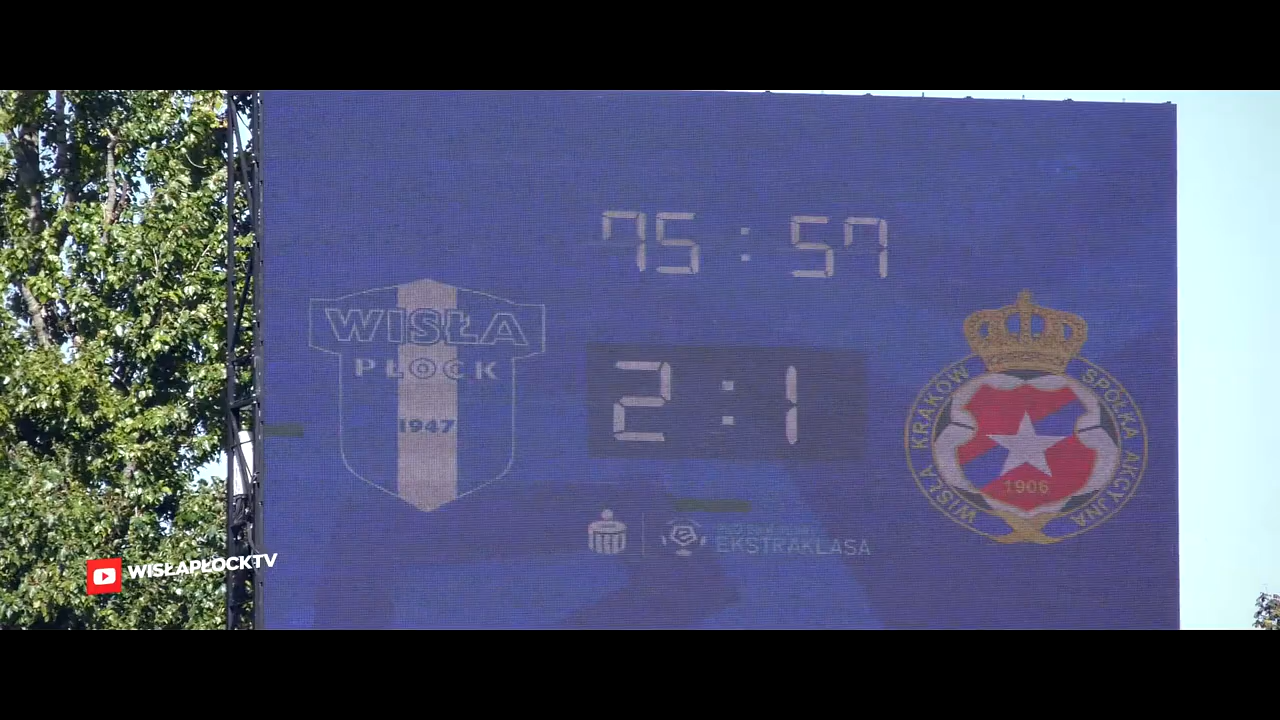 75:57
WISŁA
PŁOCK
1947
2:1
WISŁA KRAKÓW SPÓŁKA AKCYJNA
1906
EKSTRAKLASA
WISŁAPŁOCKTV